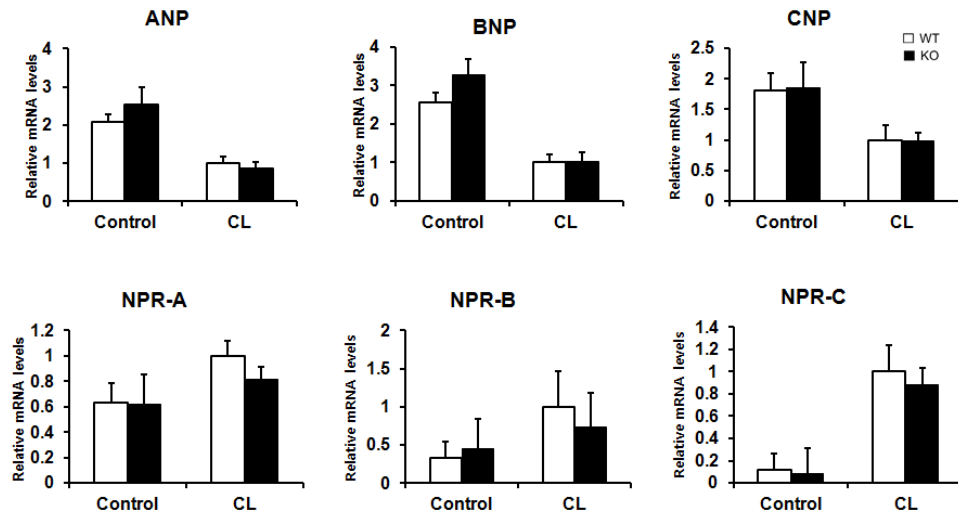 ANP
Relative mRNA levels
4
3
2
1
0
Control CL
BNP
Relative mRNA levels
4
3
2
1
0
Control CL
CNP
WT
KO
Relative mRNA levels
2.5
2
1.5
1
0.5
0
Control CL
NPR-A
Relative mRNA levels
1.2
1
0.8
0.6
0.4
0.2
0
Control CL
NPR-B
Relative mRNA levels
2
1.5
1
0.5
0
Control CL
NPR-C
Relative mRNA levels
1.4
1.2
1
0.8
0.6
0.4
0.2
0
Control CL